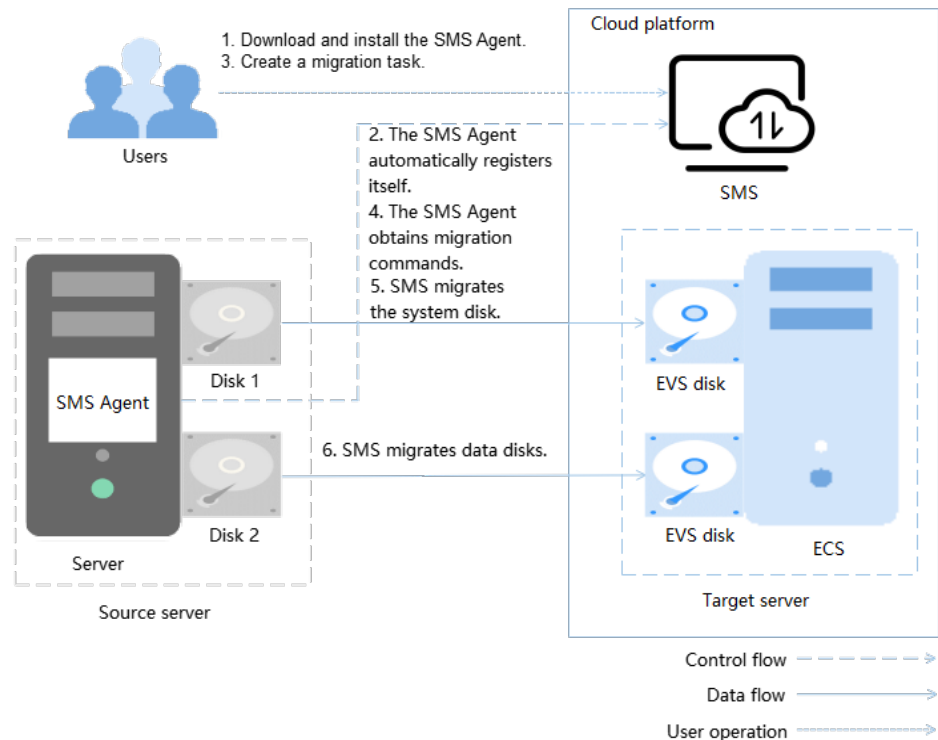 Cloud platform
1. Download and install the SMS Agent.
3. Create a migration task.
Users
2. The SMS Agent
automatically registers
itself.
4. The SMS Agent
obtains migration
commands.
5. SMS migrates
the system disk.
SMS
SMS Agent
Disk 1
EVS disk
6. SMS migrates data disks.
Disk 2
EVS disk
Server
ECS
Source server
Target server
Control flow
Data flow
User operation